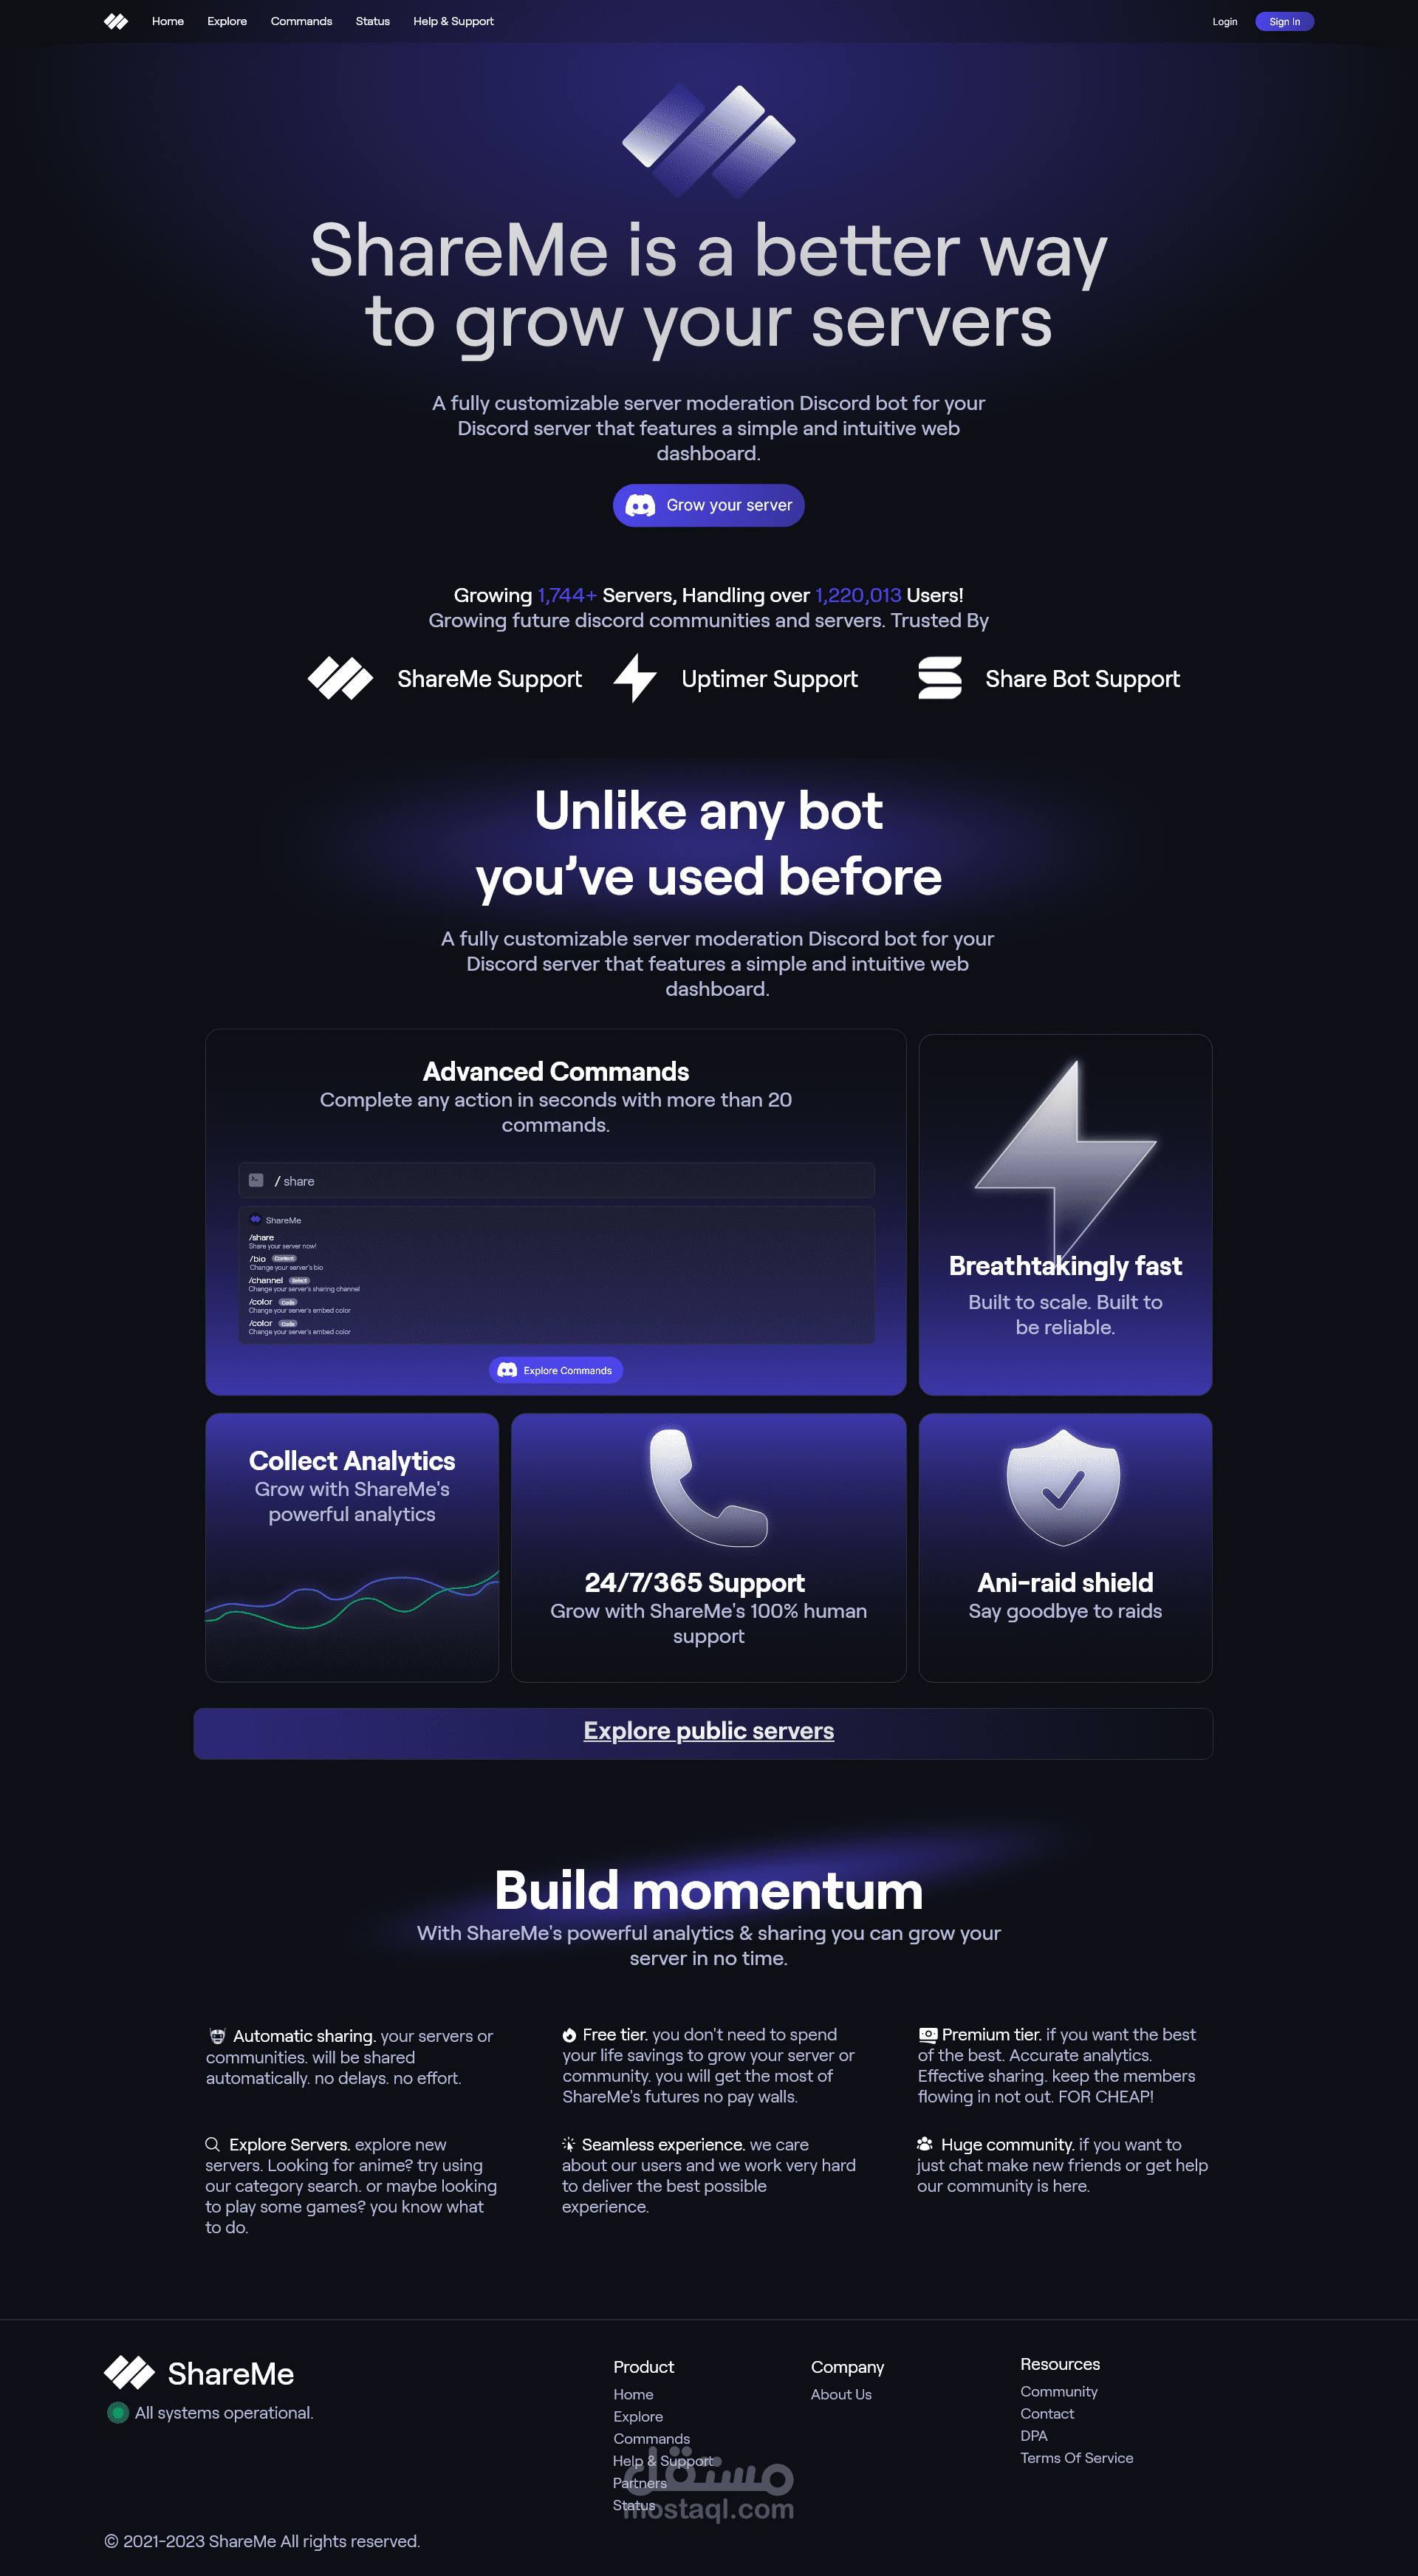 Home Explore Commands Status Help & Support Login Sign In
ShareMe is a better way
to grow your servers
A fully customizable server moderation Discord bot for your
Discord server that features a simple and intuitive web
dashboard.
Grow your server
Growing 1,744+ Servers, Handling over 1,220,013 Users!
Growing future discord communities and servers. Trusted By
ShareMe Support
Uptimer Support
Share Bot Support
Unlike any bot
you've used before
A fully customizable server moderation Discord bot for your
Discord server that features a simple and intuitive web
dashboard.
Advanced Commands
Complete any action in seconds with more than 20
commands.
/ share
ShareMe
/share
Share your server now!
/bio Content
Change your server's bio
/channel Select
Change your server's sharing channel
/color Code
Change your server's embed color
/color Code
Change your server's embed color
Explore Commands
Breathtakingly fast
Built to scale. Built to
be reliable.
Collect Analytics
Grow with ShareMe's
powerful analytics
24/7/365 Support
Grow with ShareMe's 100% human
support
Ani-raid shield
Say goodbye to raids
Explore public servers
Build momentum
With ShareMe's powerful analytics & sharing you can grow your
server in no time.
Automatic sharing. your servers or
communities. will be shared
automatically. no delays. no effort.
Free tier. you don't need to spend
your life savings to grow your server or
community. you will get the most of
ShareMe's futures no pay walls.
Premium tier. if you want the best
of the best. Accurate analytics.
Effective sharing. keep the members
flowing in not out. FOR CHEAP!
Explore Servers. explore new
servers. Looking for anime? try using
our category search. or maybe looking
to play some games? you know what
to do.
Seamless experience. we care
about our users and we work very hard
to deliver the best possible
experience.
Huge community. if you want to
just chat make new friends or get help
our community is here.
ShareMe
All systems operational.
Product
Home
Explore
Commands
Help & Support
Partners
Status
Company
About Us
Resources
Community
Contact
DPA
Terms Of Service
مستقل
mostaql.com
© 2021-2023 ShareMe All rights reserved.